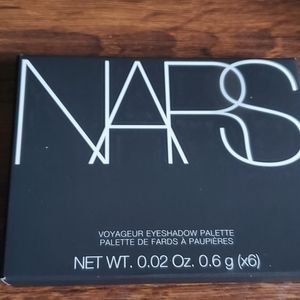 NARS
VOYAGEUR EYESHADOW PALETTE
PALETTE DE FARDS À PAUPIÈRES
NET WT. 0.02 Oz. 0.6 g (x6)